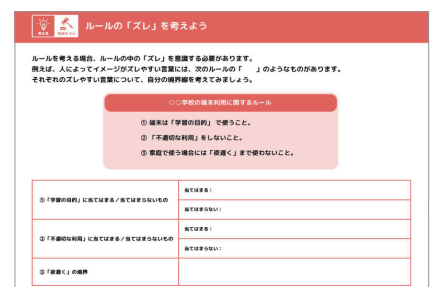 ルールの「ズレ」を考えよう
ルールを考える場合、ルールの中の「ズレ」を意識する必要があります。
例えば、人によってイメージがズレやすい言葉には、次のルールの「　　」のようなものがあります。
それぞれのズレやすい言葉について、自分の境界線を考えてみましょう。
○○学校の端末利用に関するルール
① 端末は「学習の目的」で使うこと。
② 「不適切な利用」をしないこと。
③ 家庭で使う場合には「夜遅く」まで使わないこと。
①「学習の目的」に当てはまる/当てはまらないもの
当てはまる:
当てはまらない:
②「不適切な利用」に当てはまる/当てはまらないもの
当てはまる:
当てはまらない:
③「夜遅く」の境界